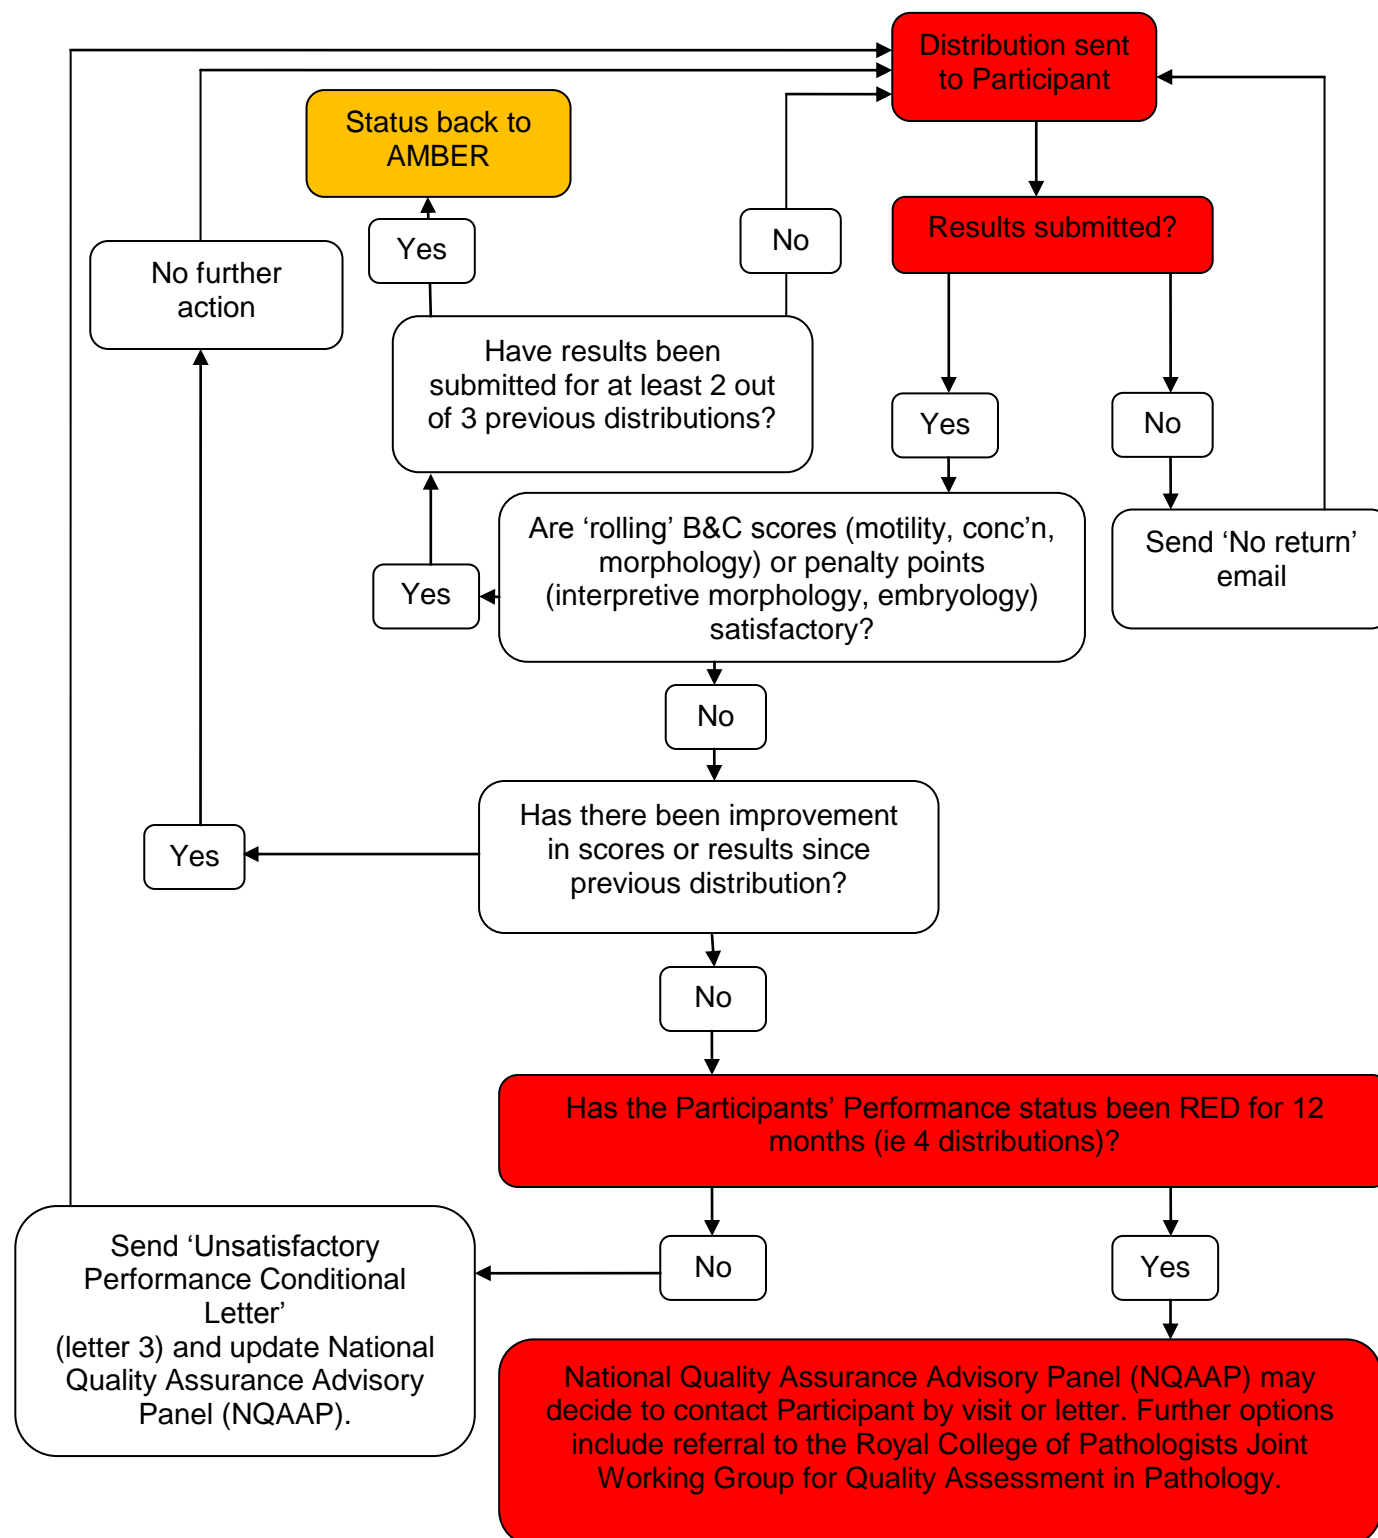 Distribution sent
to Participant
Status back to
AMBER
Yes
No
Results submitted?
No further
action
Have results been
submitted for at least 2 out
of 3 previous distributions?
Yes
No
Are ‘rolling’ B&C scores (motility, conc’n,
morphology) or penalty points
(interpretive morphology, embryology)
satisfactory?
Yes
Send ‘No return’
email
No
Has there been improvement
in scores or results since
previous distribution?
Yes
No
Has the Participants’ Performance status been RED for 12
months (ie 4 distributions)?
Send ‘Unsatisfactory
Performance Conditional
Letter’
(letter 3) and update National
Quality Assurance Advisory
Panel (NQAAP).
No
Yes
National Quality Assurance Advisory Panel (NQAAP) may
decide to contact Participant by visit or letter. Further options
include referral to the Royal College of Pathologists Joint
Working Group for Quality Assessment in Pathology.